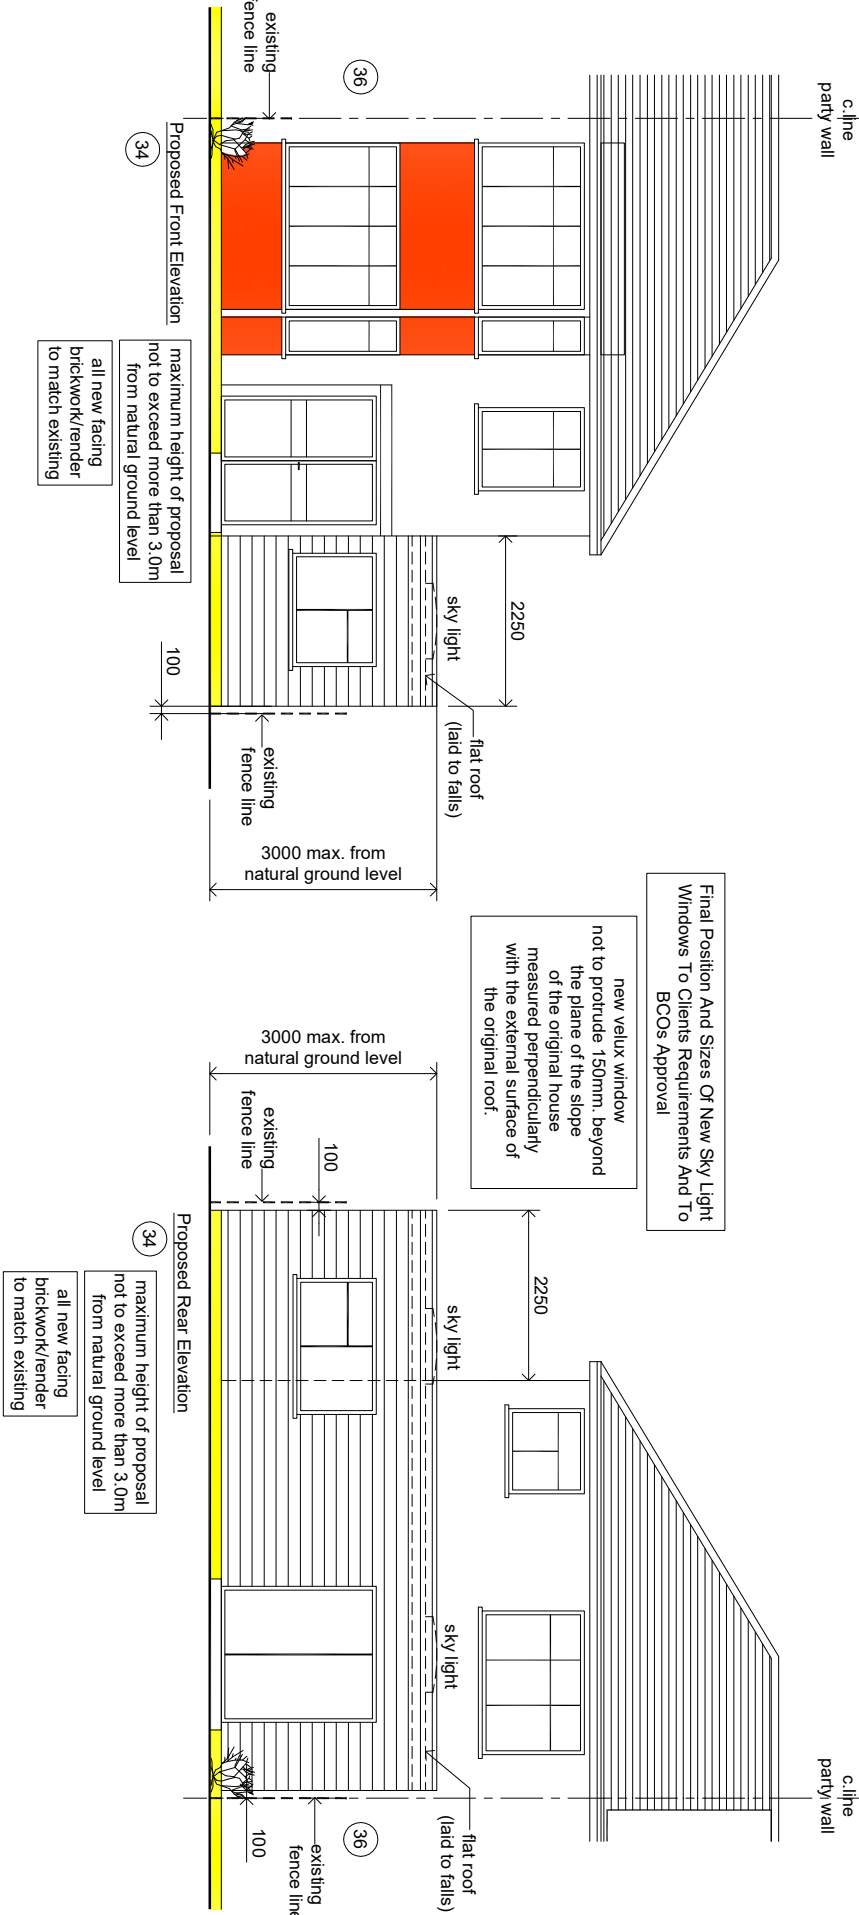 c.line
party wall
36
existing
fence line
34
Proposed Front Elevation
maximum height of proposal
not to exceed more than 3.0m
from natural ground level
all new facing
brickwork/render
to match existing
2250
sky light
flat roof
(laid to falls)
100
existing
fence line
3000 max. from
natural ground level
Final Position And Sizes Of New Sky Light
Windows To Clients Requirements And To
BCOs Approval
new velux window
not to protrude 150mm. beyond
the plane of the slope
of the original house
measured perpendicularly
with the external surface of
the original roof.
3000 max. from
natural ground level
existing
fence line
100
2250
sky light
sky light
flat roof
(laid to falls)
c.line
party wall
36
existing
fence line
100
34
Proposed Rear Elevation
maximum height of proposal
not to exceed more than 3.0m
from natural ground level
all new facing
brickwork/render
to match existing